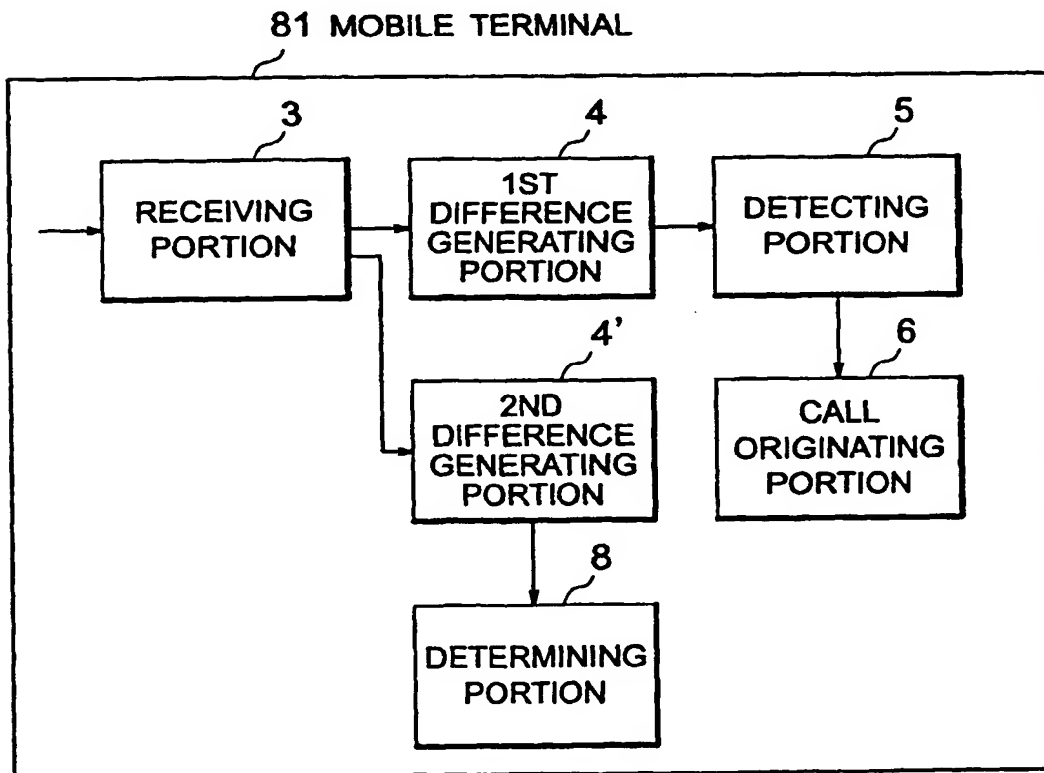 81 MOBILE TERMINAL
3
4
5
RECEIVING
PORTION
1ST
DIFFERENCE
GENERATING
PORTION
DETECTING
PORTION
4’
6
2ND
DIFFERENCE
GENERATING
PORTION
CALL
ORIGINATING
PORTION
8
DETERMINING
PORTION